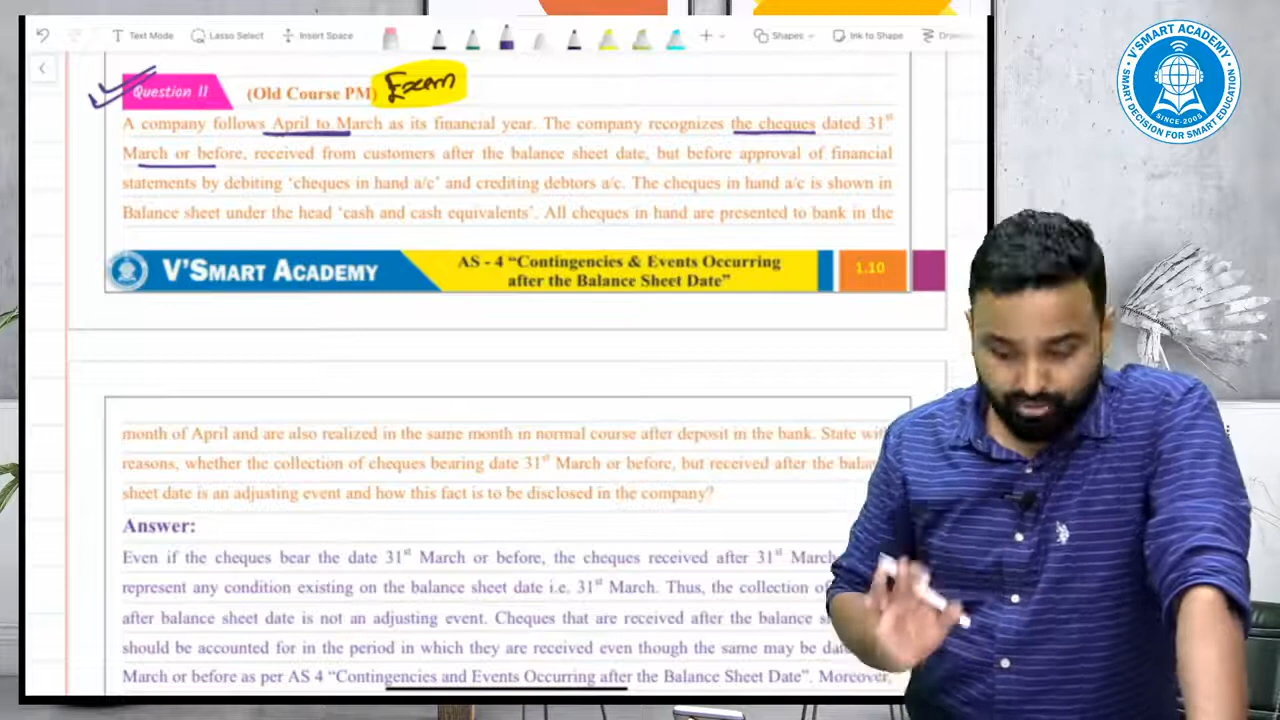 Text Mode
Lasso Select
Insert Space
Shapes
Ink to Shape
Question 11
(Old Course PM)
Exam
A company follows April to March as its financial year. The company recognizes the cheques dated 31st
March or before, received from customers after the balance sheet date, but before approval of financial
statements by debiting ‘cheques in hand a/c’ and crediting debtors a/c. The cheques in hand a/c is shown in
Balance sheet under the head ‘cash and cash equivalents’. All cheques in hand are presented to bank in the
V'SMART ACADEMY
AS - 4 “Contingencies & Events Occurring
after the Balance Sheet Date”
1.10
month of April and are also realized in the same month in normal course after deposit in the bank. State
reasons, whether the collection of cheques bearing date 31st March or before, but received after the
sheet date is an adjusting event and how this fact is to be disclosed in the company?
Answer:
Even if the cheques bear the date 31st March or before, the cheques received after 31st March
represent any condition existing on the balance sheet date i.e. 31st March. Thus, the collection of
after balance sheet date is not an adjusting event. Cheques that are received after the balance
should be accounted for in the period in which they are received even though the same may be
March or before as per AS 4 “Contingencies and Events Occurring after the Balance Sheet Date”. Moreover,
V'SMART ACADEMY
SINCE-2005
SMART DECISION FOR SMART EDUCATION